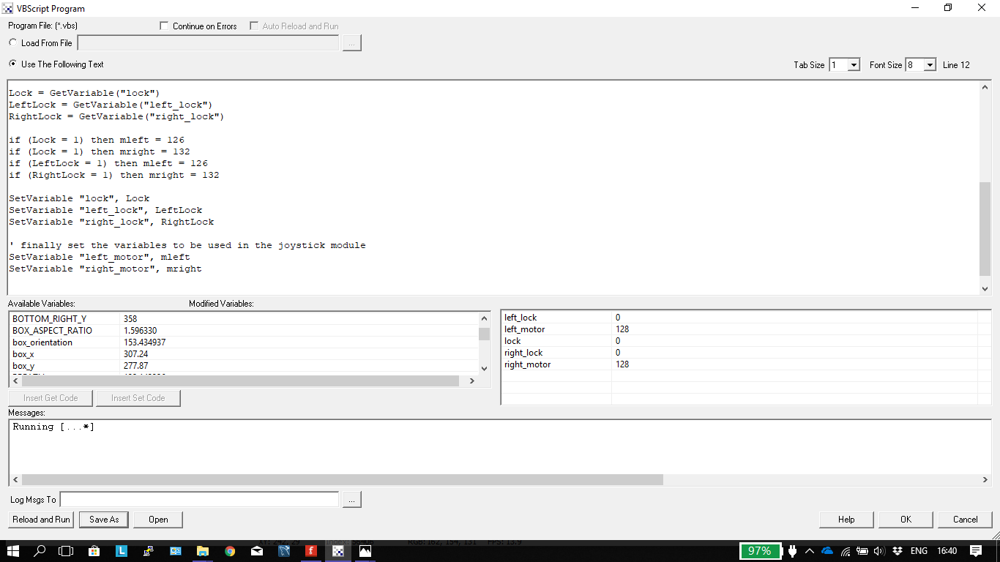 VBScript Program
Program File: (*.vbs)
Continue on Errors
Auto Reload and Run
Load From File
...
Use The Following Text
Tab Size
1
Font Size
8
Line 12
Lock = GetVariable("lock")
LeftLock = GetVariable("left_lock")
RightLock = GetVariable("right_lock")
if (Lock = 1) then mleft = 126
if (Lock = 1) then mright = 132
if (LeftLock = 1) then mleft = 126
if (RightLock = 1) then mright = 132
SetVariable "lock", Lock
SetVariable "left_lock", LeftLock
SetVariable "right_lock", RightLock
' finally set the variables to be used in the joystick module
SetVariable "left_motor", mleft
SetVariable "right_motor", mright
Available Variables:
Modified Variables:
BOTTOM_RIGHT_Y 358
BOX_ASPECT_RATIO 1.596330
box_orientation 153.434937
box_x 307.24
box_y 277.87
left_lock 0
left_motor 128
lock 0
right_lock 0
right_motor 128
Insert Get Code
Insert Set Code
Messages:
Running [...*]
Log Msgs To
...
Reload and Run
Save As
Open
Help
OK
Cancel
97%
ENG
16:40